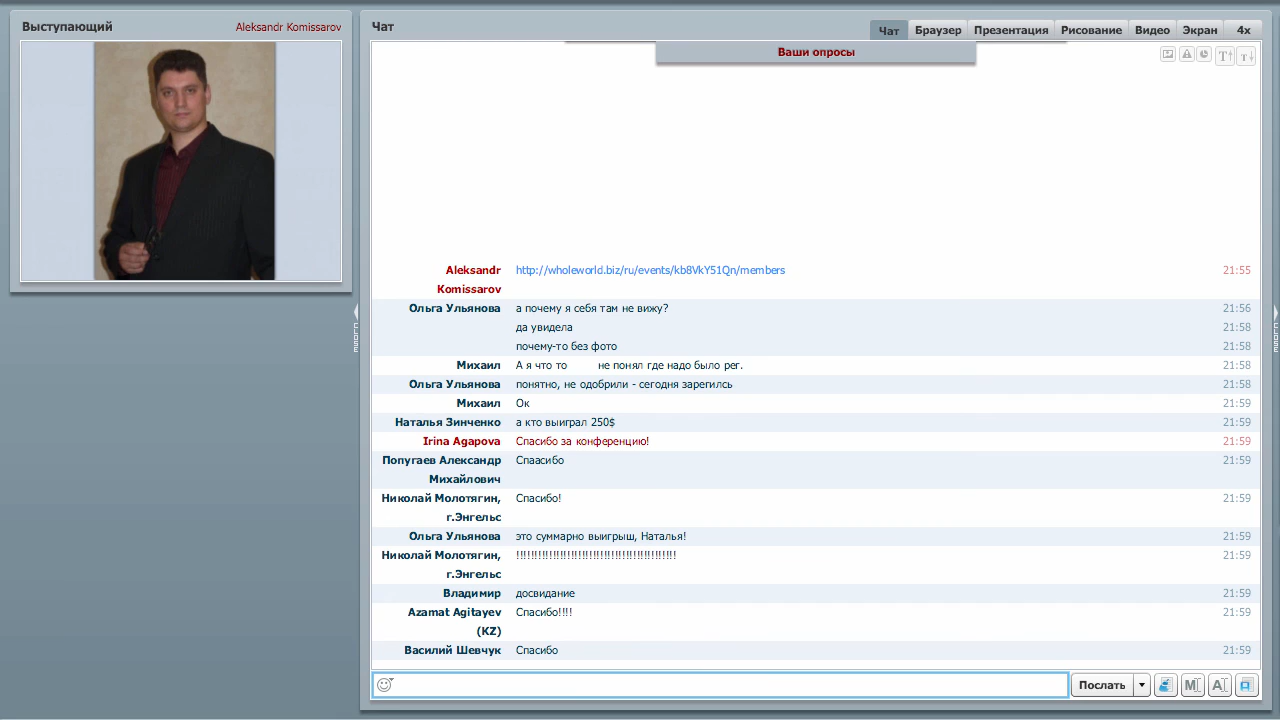 Выступающий Aleksandr Komissarov
Чат
Чат Браузер Презентация Рисование Видео Экран 4x
Ваши опросы
Aleksandr http://wholeworld.biz/ru/events/kb8VkY51Qn/members 21:55
Komissarov
Ольга Ульянова а почему я себя там не вижу? 21:56
да увидела 21:58
почему-то без фото 21:58
Михаил А я что то не понял где надо было рег. 21:58
Ольга Ульянова понятно, не одобрили - сегодня зарегилсь 21:58
Михаил Ок 21:59
Наталья Зинченко а кто выиграл 250$ 21:59
Irina Agapova Спасибо за конференцию! 21:59
Попугаев Александр Спаасибо 21:59
Михайлович
Николай Молотягин, Спасибо! 21:59
г.Энгельс
Ольга Ульянова это суммарно выигрыш, Наталья! 21:59
Николай Молотягин, !!!!!!!!!!!!!!!!!!!!!!!!!!!!!!!!!!!!!!!!!!! 21:59
г.Энгельс
Владимир досвидание 21:59
Azamat Agitayev Спасибо!!!! 21:59
(KZ)
Василий Шевчук Спасибо 21:59
Послать